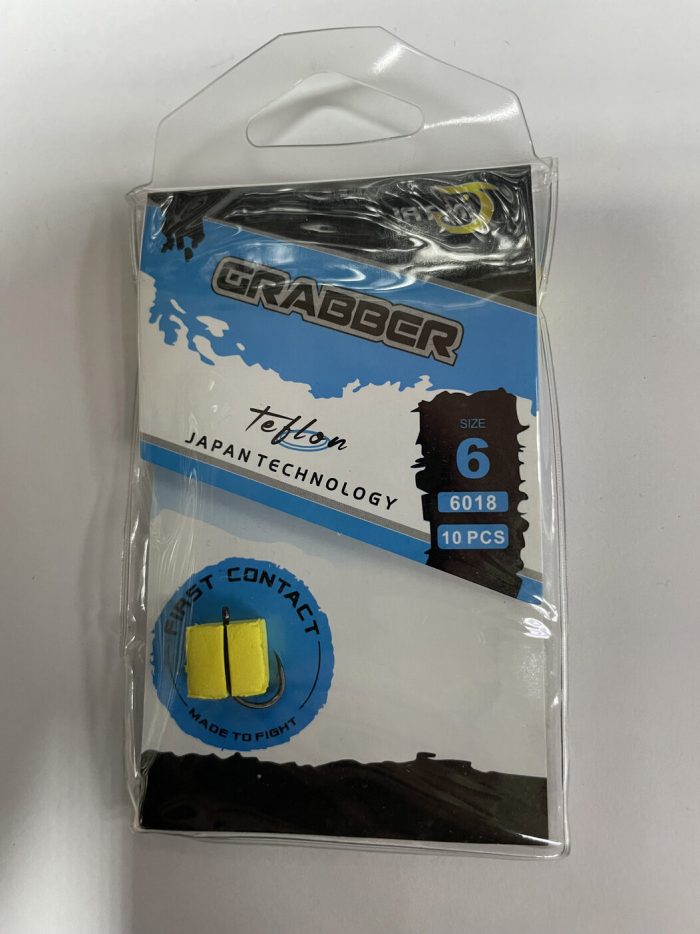 GRABBER
Teflon
JAPAN TECHNOLOGY
SIZE
6
6018
10 PCS
FIRST CONTACT
MADE TO FIGHT